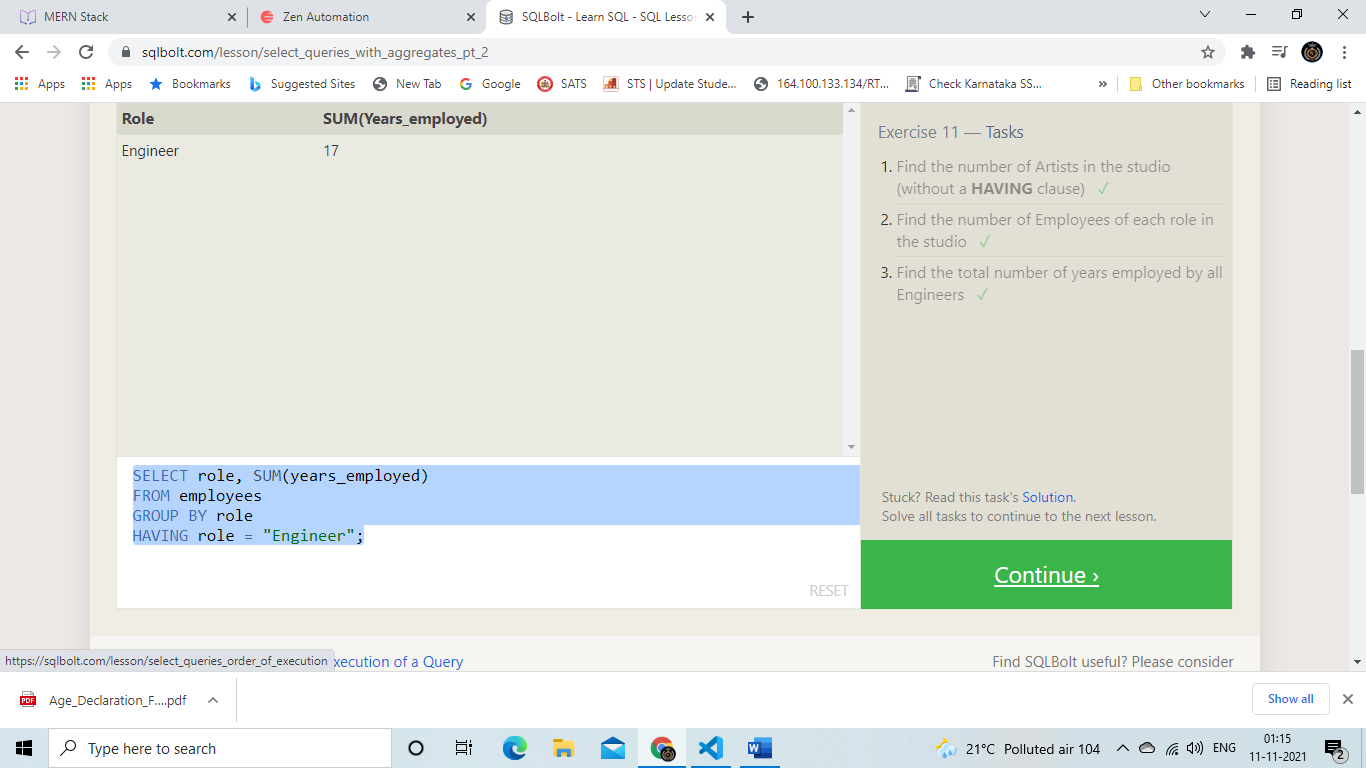 MERN Stack
Zen Automation
SQLBolt - Learn SQL - SQL Lesso
sqlbolt.com/lesson/select_queries_with_aggregates_pt_2
Apps Apps Bookmarks Suggested Sites New Tab Google SATS STS | Update Stude... 164.100.133.134/RT... Check Karnataka SS... » Other bookmarks Reading list
Role SUM(Years_employed)
Engineer 17
Exercise 11 — Tasks
1. Find the number of Artists in the studio
(without a HAVING clause) ✓
2. Find the number of Employees of each role in
the studio ✓
3. Find the total number of years employed by all
Engineers ✓
SELECT role, SUM(years_employed)
FROM employees
GROUP BY role
HAVING role = "Engineer";
RESET
Stuck? Read this task's Solution.
Solve all tasks to continue to the next lesson.
Continue ›
https://sqlbolt.com/lesson/select_queries_order_of_execution
xecution of a Query
Find SQLBolt useful? Please consider
PDF
Age_Declaration_F....pdf
Show all
Type here to search
21°C Polluted air 104
ENG
01:15
11-11-2021
2